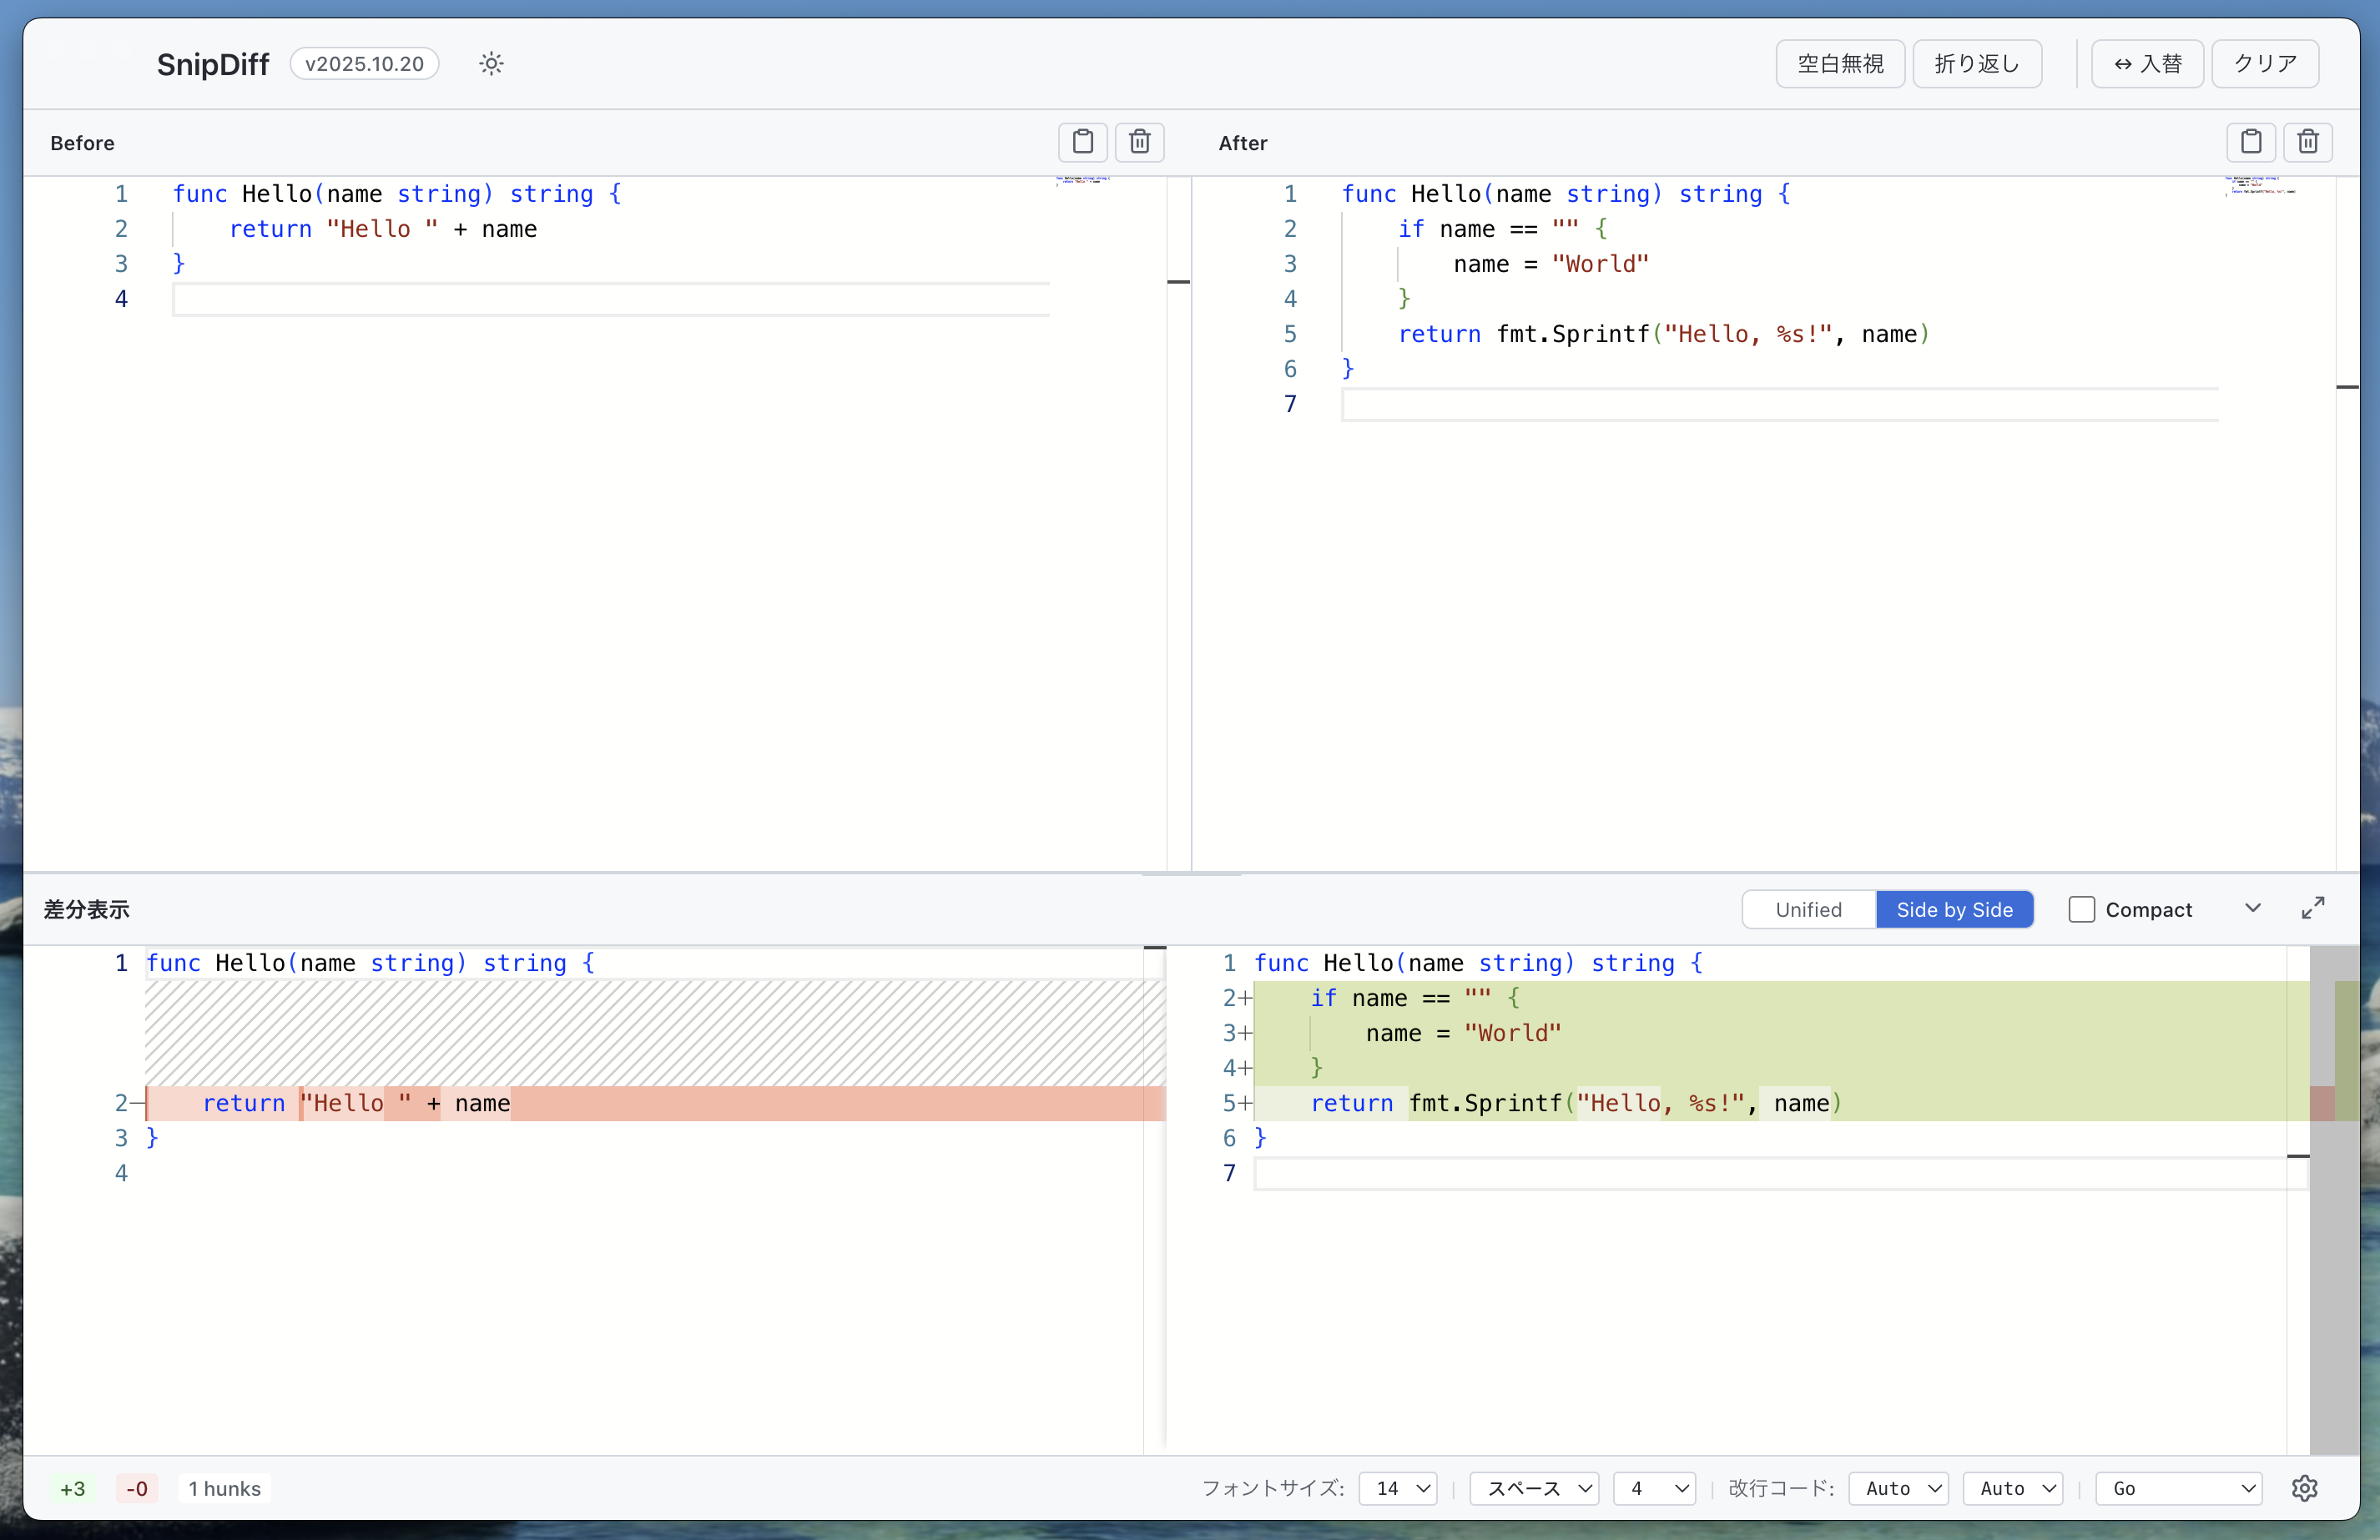 SnipDiff v2025.10.20 空白無視 折り返し ↔ 入替 クリア
Before
1 func Hello(name string) string {
2     return "Hello " + name
3 }
4
After
1 func Hello(name string) string {
2     if name == "" {
3         name = "World"
4     }
5     return fmt.Sprintf("Hello, %s!", name)
6 }
7
差分表示 Unified Side by Side Compact
1 func Hello(name string) string {
2−     return "Hello " + name
3 }
4
1 func Hello(name string) string {
2+     if name == "" {
3+         name = "World"
4+     }
5+     return fmt.Sprintf("Hello, %s!", name)
6 }
7
+3 -0 1 hunks フォントサイズ: 14 | スペース 4 | 改行コード: Auto Auto | Go